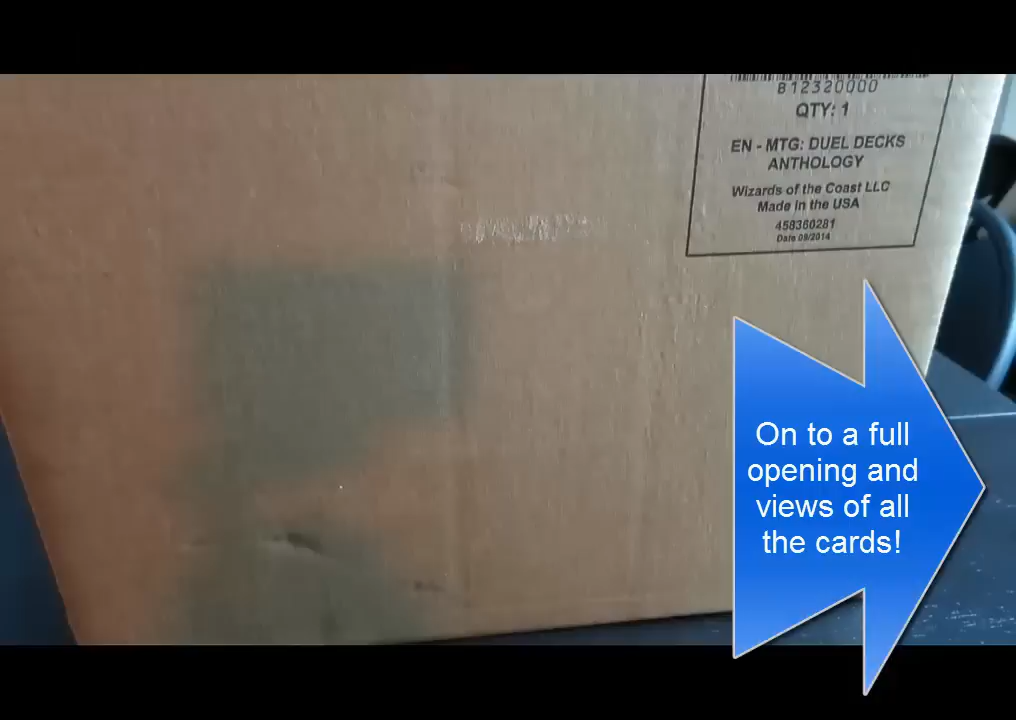 B12320000
QTY: 1
EN - MTG: DUEL DECKS
ANTHOLOGY
Wizards of the Coast LLC
Made in the USA
458360281
Date 09/2014
On to a full
opening and
views of all
the cards!